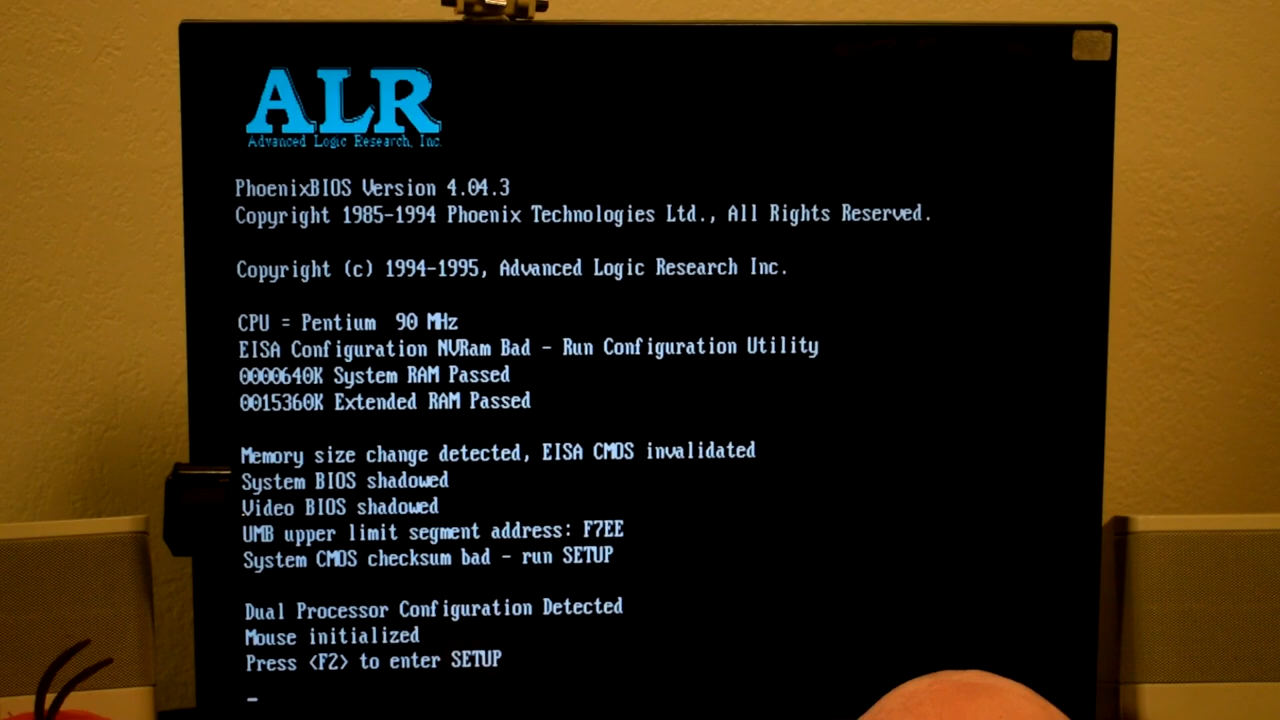 ALR
Advanced Logic Research, Inc.
PhoenixBIOS Version 4.04.3
Copyright 1985-1994 Phoenix Technologies Ltd., All Rights Reserved.
Copyright (c) 1994-1995, Advanced Logic Research Inc.
CPU = Pentium  90 MHz
EISA Configuration NVRam Bad - Run Configuration Utility
0000640K System RAM Passed
0015360K Extended RAM Passed
Memory size change detected, EISA CMOS invalidated
System BIOS shadowed
Video BIOS shadowed
UMB upper limit segment address: F7EE
System CMOS checksum bad - run SETUP
Dual Processor Configuration Detected
Mouse initialized
Press <F2> to enter SETUP
_